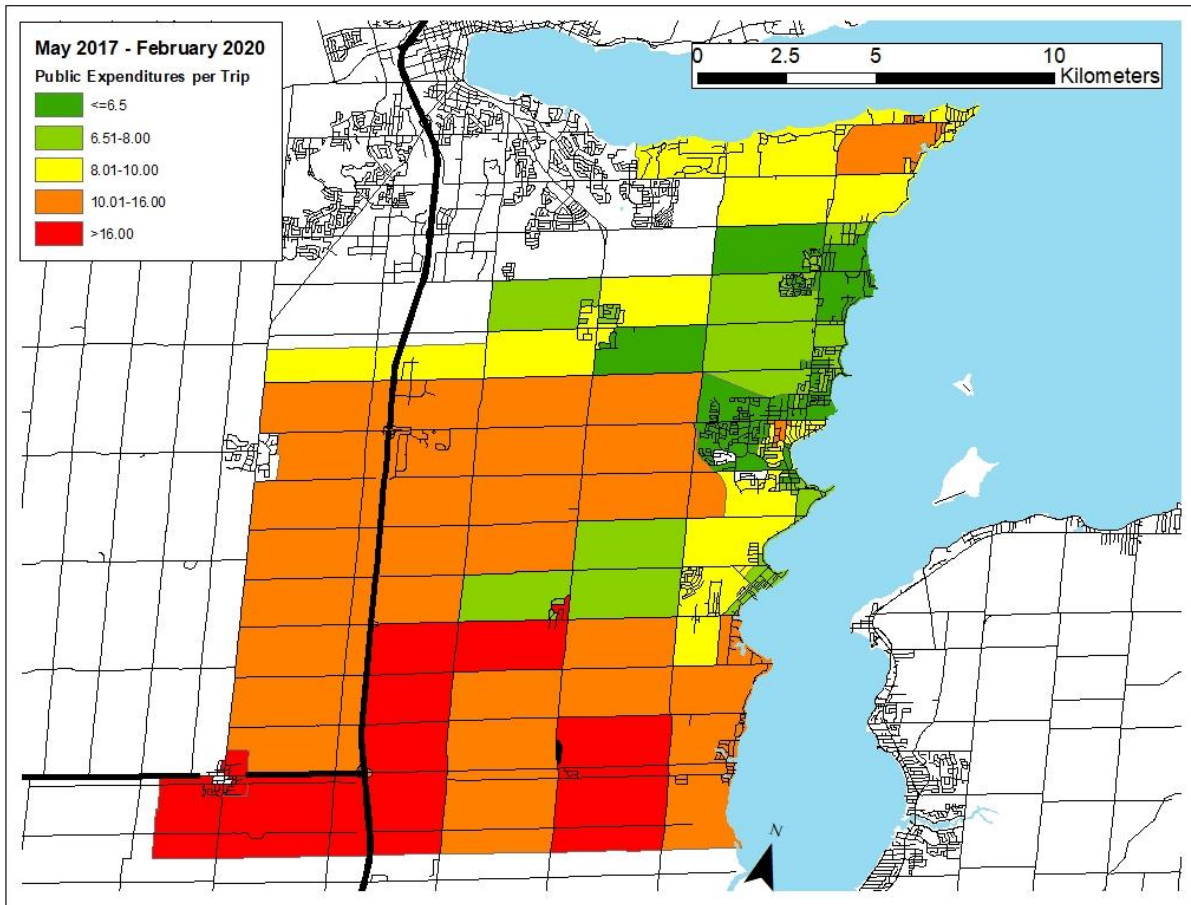 May 2017 - February 2020
Public Expenditures per Trip
<=6.5
6.51-8.00
8.01-10.00
10.01-16.00
>16.00
0 2.5 5 10
Kilometers
N